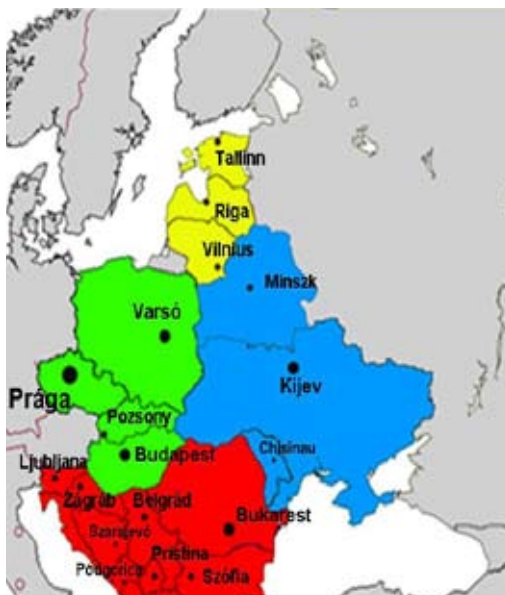 Tallinn
Riga
Vilnius
Minszk
Varsó
Kijev
Prága
Pozsony
Budapest
Chisinau
Ljubljana
Zágráb
Belgrád
Bukarest
Szarajevó
Pristina
Podgorica
Szófia